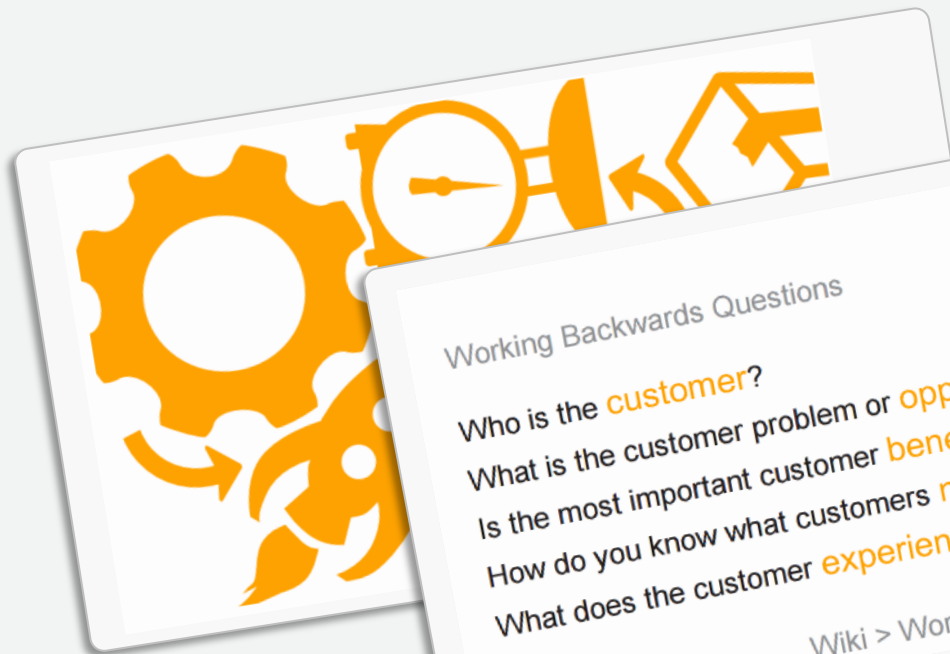 Working Backwards Questions
Who is the customer?
What is the customer problem or
Is the most important customer
How do you know what customers
What does the customer
Wiki >